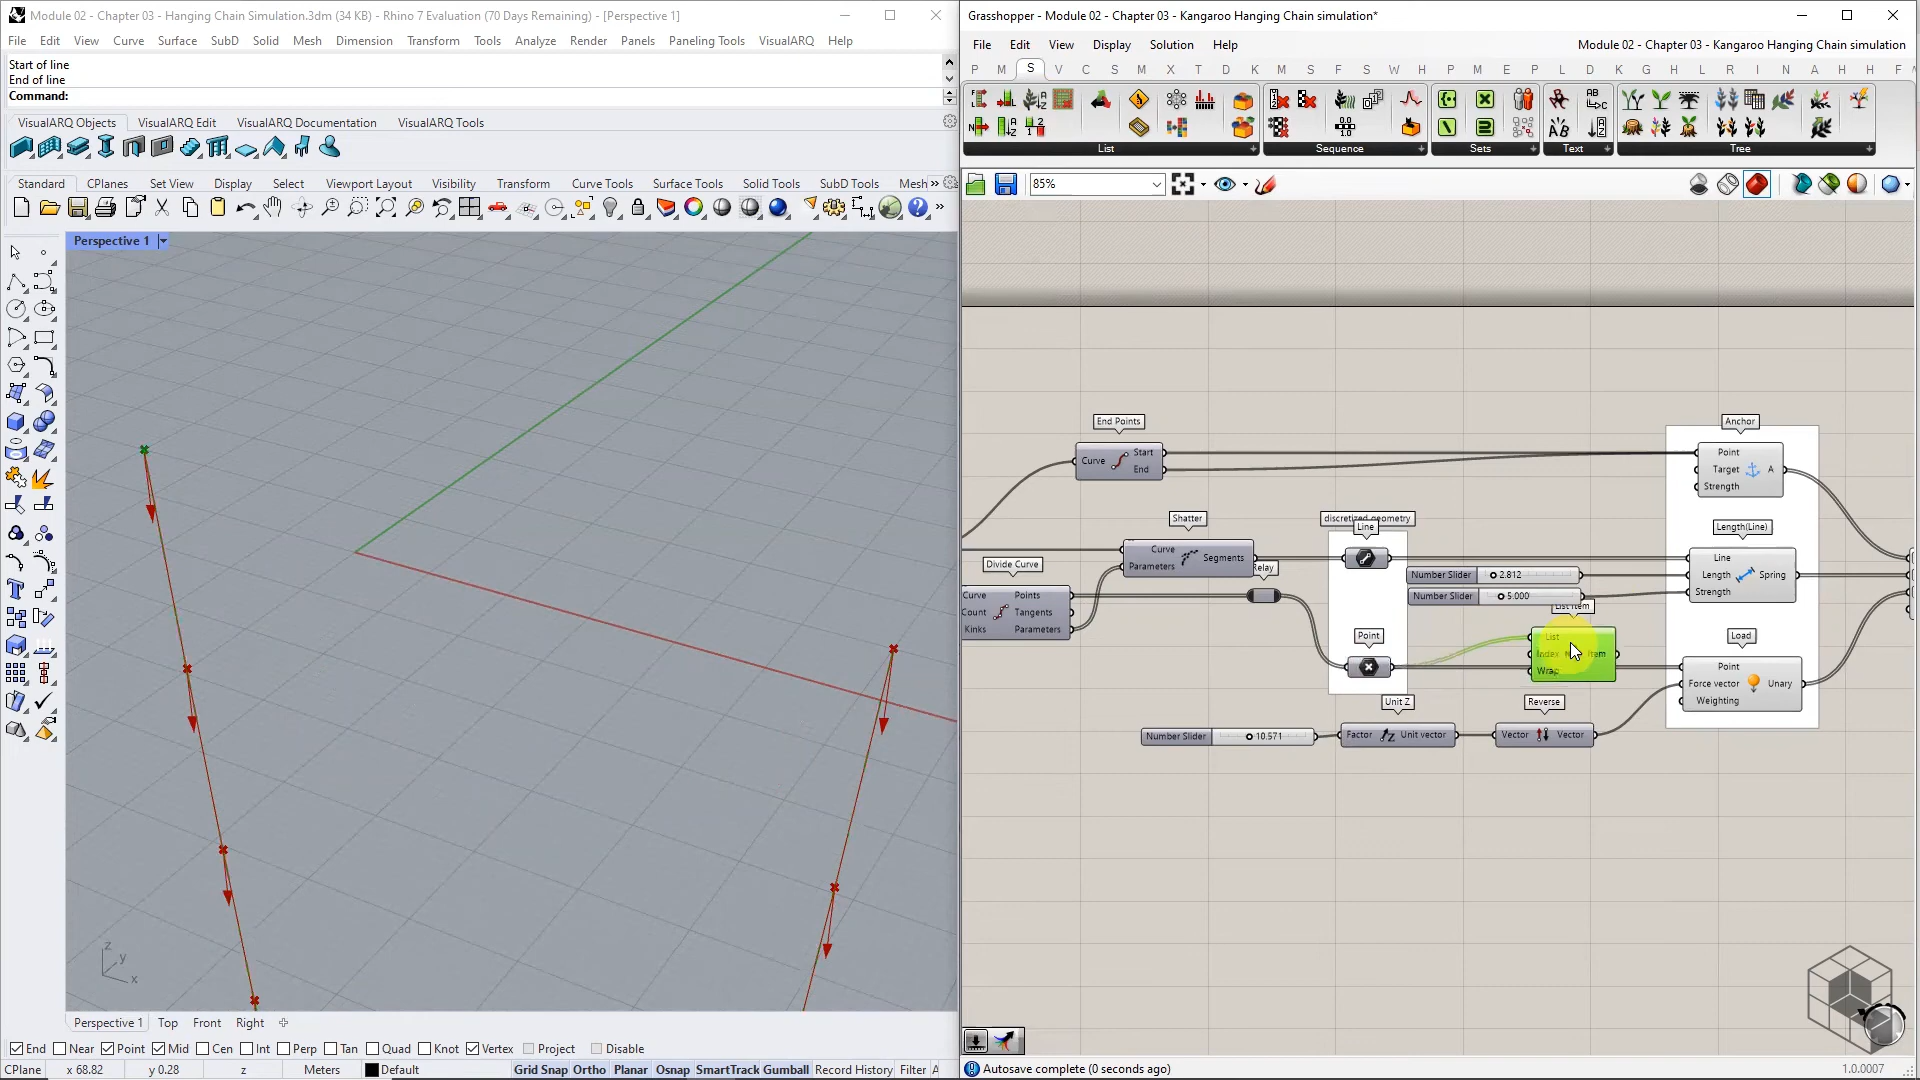 Module 02 - Chapter 03 - Hanging Chain Simulation.3dm (34 KB) - Rhino 7 Evaluation (70 Days Remaining) - [Perspective 1]
File Edit View Curve Surface SubD Solid Mesh Dimension Transform Tools Analyze Render Panels Paneling Tools VisualARQ Help
Start of line
End of line
Command:
VisualARQ Objects VisualARQ Edit VisualARQ Documentation VisualARQ Tools
Standard CPlanes Set View Display Select Viewport Layout Visibility Transform Curve Tools Surface Tools Solid Tools SubD Tools Mesh »
Perspective 1
z
y
x
Perspective 1 Top Front Right
End Near Point Mid Cen Int Perp Tan Quad Knot Vertex Project Disable
CPlane x 68.82 y 0.28 z Meters Default Grid Snap Ortho Planar Osnap SmartTrack Gumball Record History Filter A
Grasshopper - Module 02 - Chapter 03 - Kangaroo Hanging Chain simulation*
File Edit View Display Solution Help Module 02 - Chapter 03 - Kangaroo Hanging Chain simulation
P M S V C S M X T D K M S F S W H P M E P L D K G H L R I N A H H F
List Sequence Sets Text Tree
85%
End Points
Curve Start
End
Anchor
Point
Target A
Strength
Shatter
Curve Segments
Parameters
discretized geometry
Line
Length(Line)
Line
Length Spring
Strength
Divide Curve
Curve Points
Count Tangents
Kinks Parameters
Relay
Number Slider 2.812
Number Slider 5.000
List Item
List
Index Item
Wrap
Point
Load
Point
Force vector Unary
Weighting
Unit Z
Reverse
Number Slider 10.571
Factor Unit vector
Vector Vector
Autosave complete (0 seconds ago)
1.0.0007